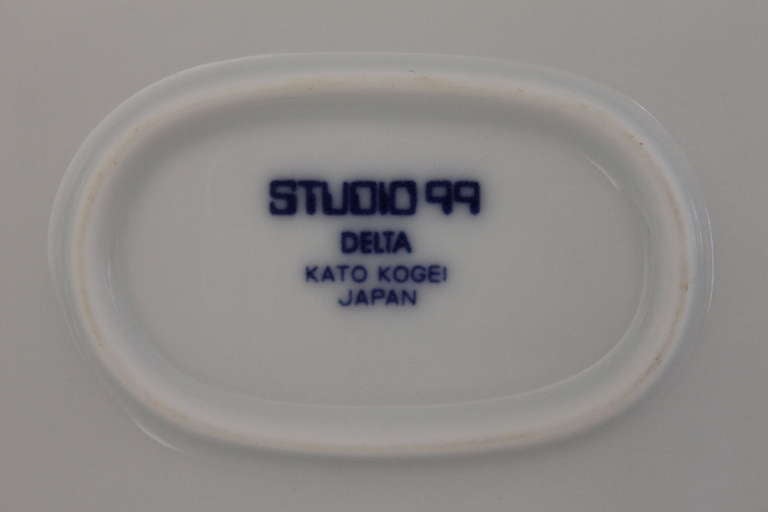 STUDIO 99
DELTA
KATO KOGEI
JAPAN